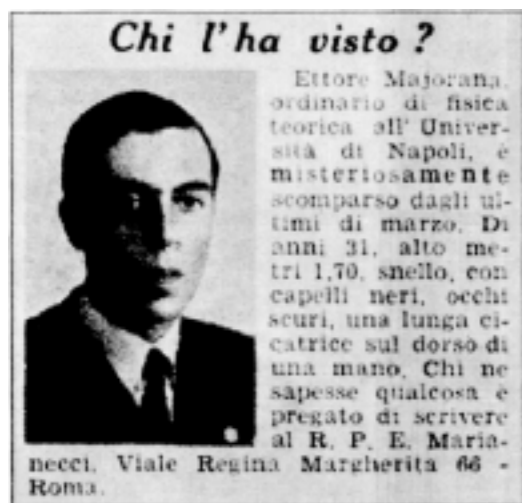 Chi l'ha visto ?
Ettore Majorana,
ordinario di fisica
teorica all' Univer-
sità di Napoli, è
misteriosamente
scomparso dagli ul-
timi di marzo. Di
anni 31, alto me-
tri 1,70, snello, con
capelli neri, occhi
scuri, una lunga ci-
catrice sul dorso di
una mano. Chi ne
sapesse qualcosa è
pregato di scrivere
al R. P. E. Maria-
necci, Viale Regina Margherita 66 -
Roma.